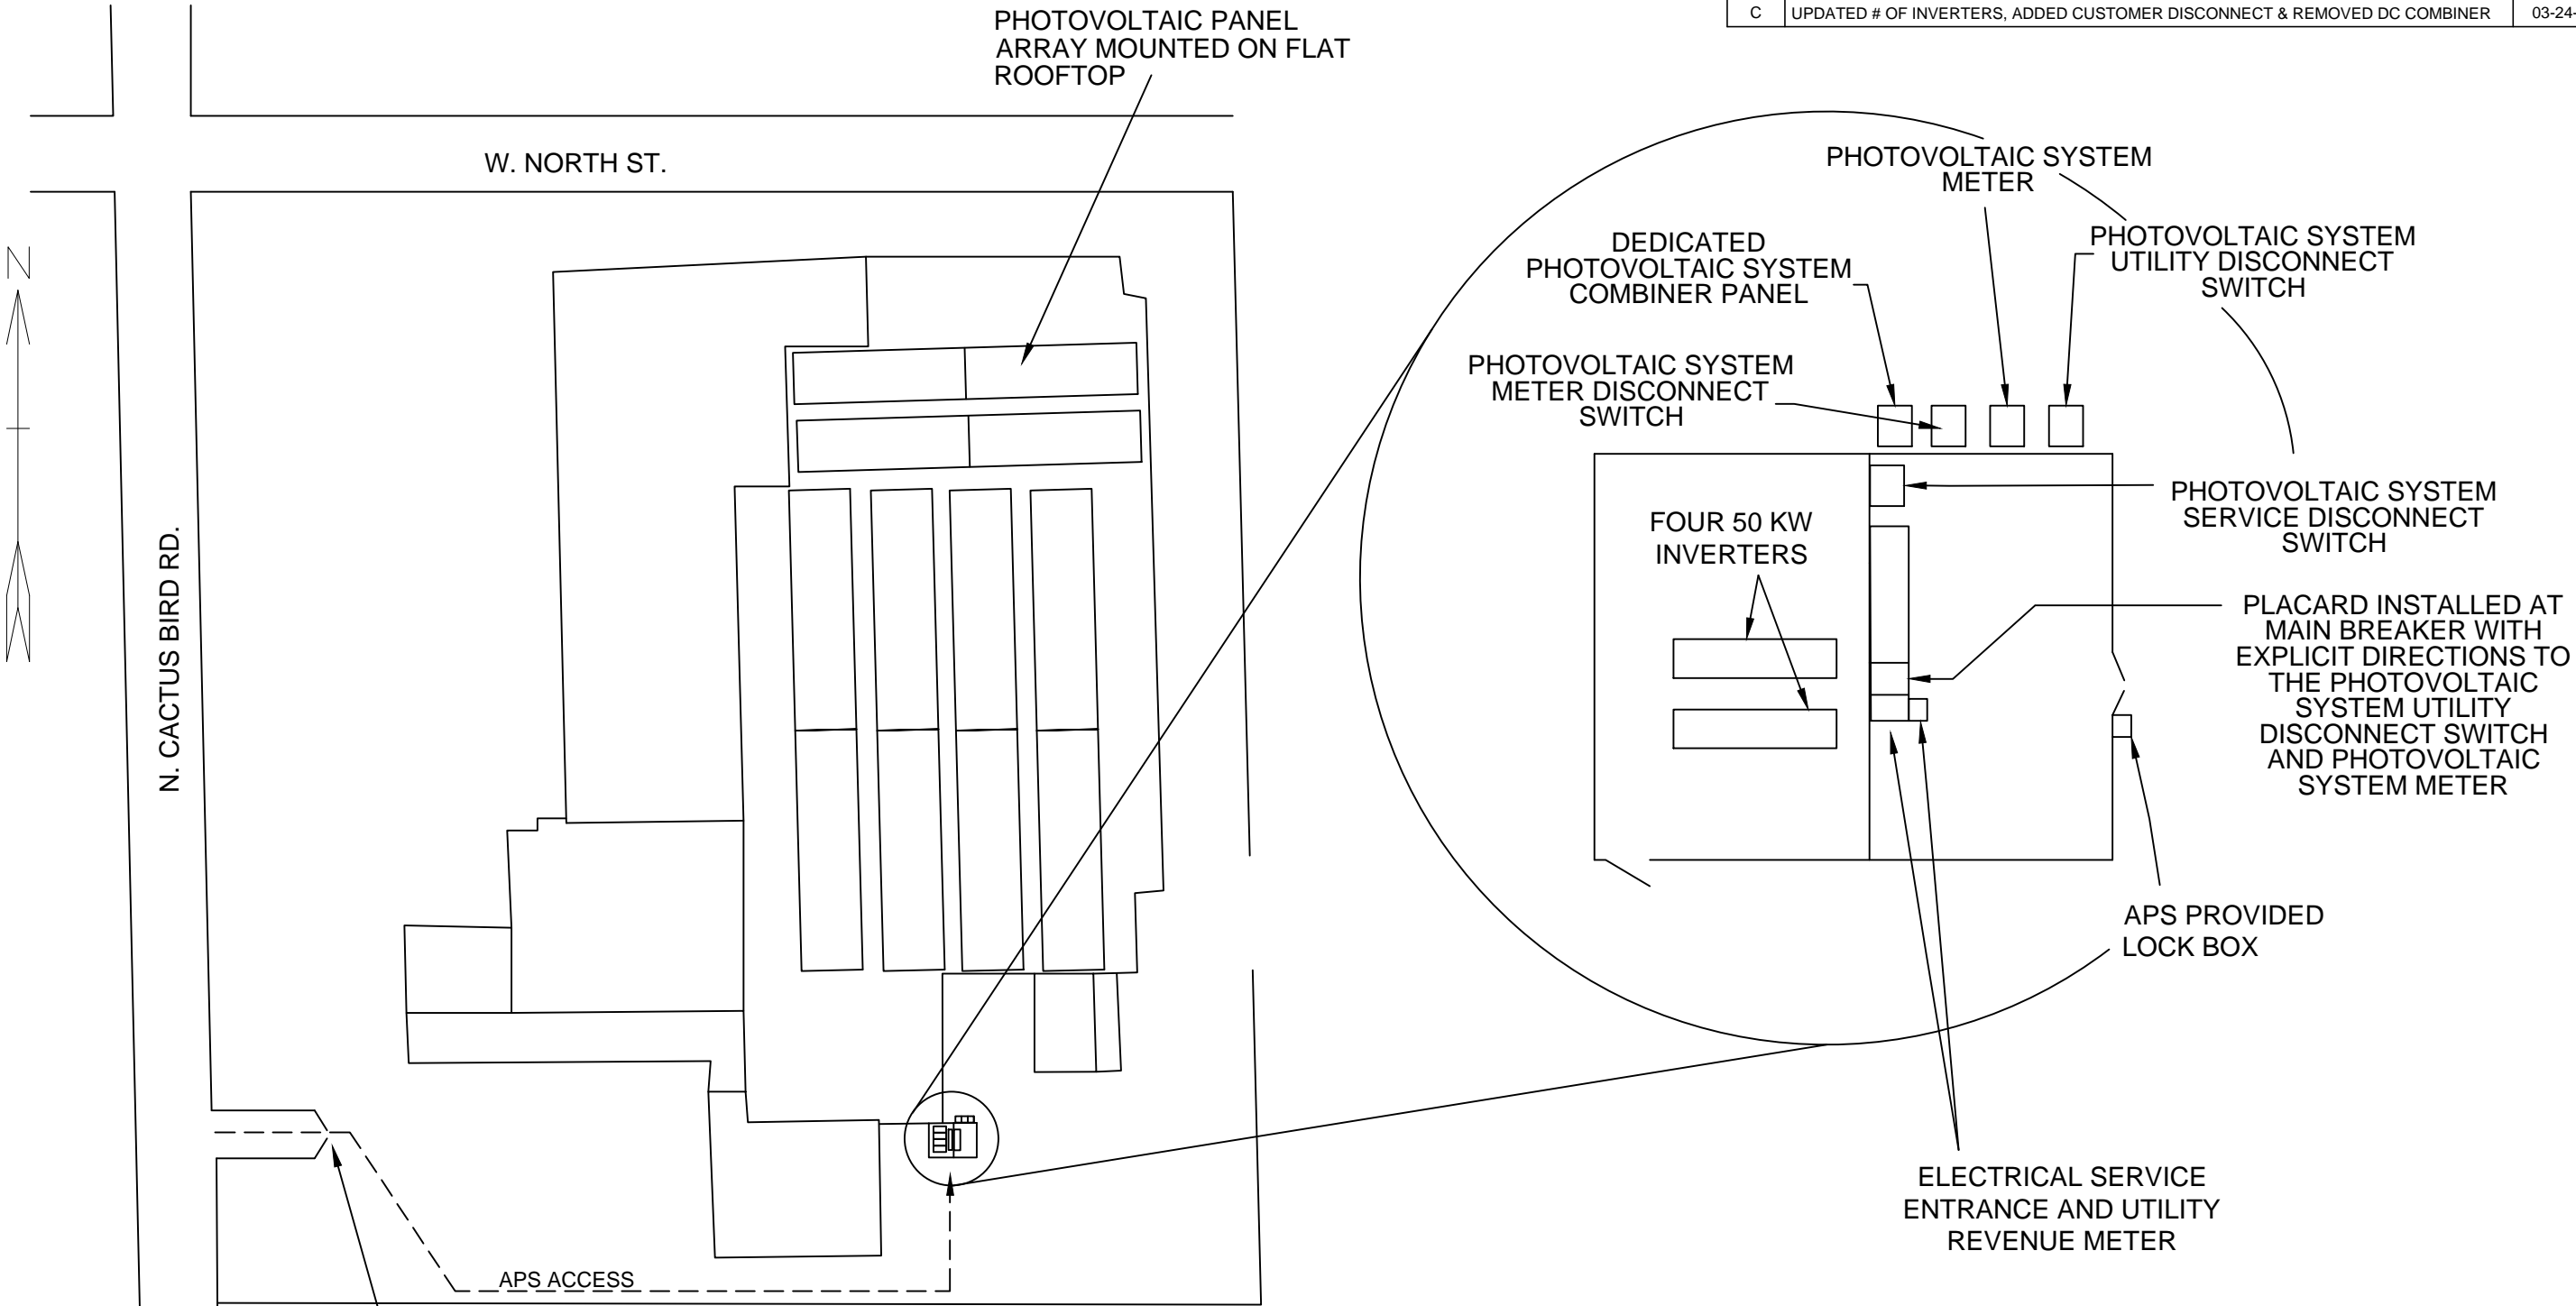 C UPDATED # OF INVERTERS, ADDED CUSTOMER DISCONNECT & REMOVED DC COMBINER 03-24-
PHOTOVOLTAIC PANEL
ARRAY MOUNTED ON FLAT
ROOFTOP
W. NORTH ST.
N
N. CACTUS BIRD RD.
PHOTOVOLTAIC SYSTEM
METER
DEDICATED
PHOTOVOLTAIC SYSTEM
COMBINER PANEL
PHOTOVOLTAIC SYSTEM
UTILITY DISCONNECT
SWITCH
PHOTOVOLTAIC SYSTEM
METER DISCONNECT
SWITCH
PHOTOVOLTAIC SYSTEM
SERVICE DISCONNECT
SWITCH
FOUR 50 KW
INVERTERS
PLACARD INSTALLED AT
MAIN BREAKER WITH
EXPLICIT DIRECTIONS TO
THE PHOTOVOLTAIC
SYSTEM UTILITY
DISCONNECT SWITCH
AND PHOTOVOLTAIC
SYSTEM METER
APS PROVIDED
LOCK BOX
ELECTRICAL SERVICE
ENTRANCE AND UTILITY
REVENUE METER
APS ACCESS